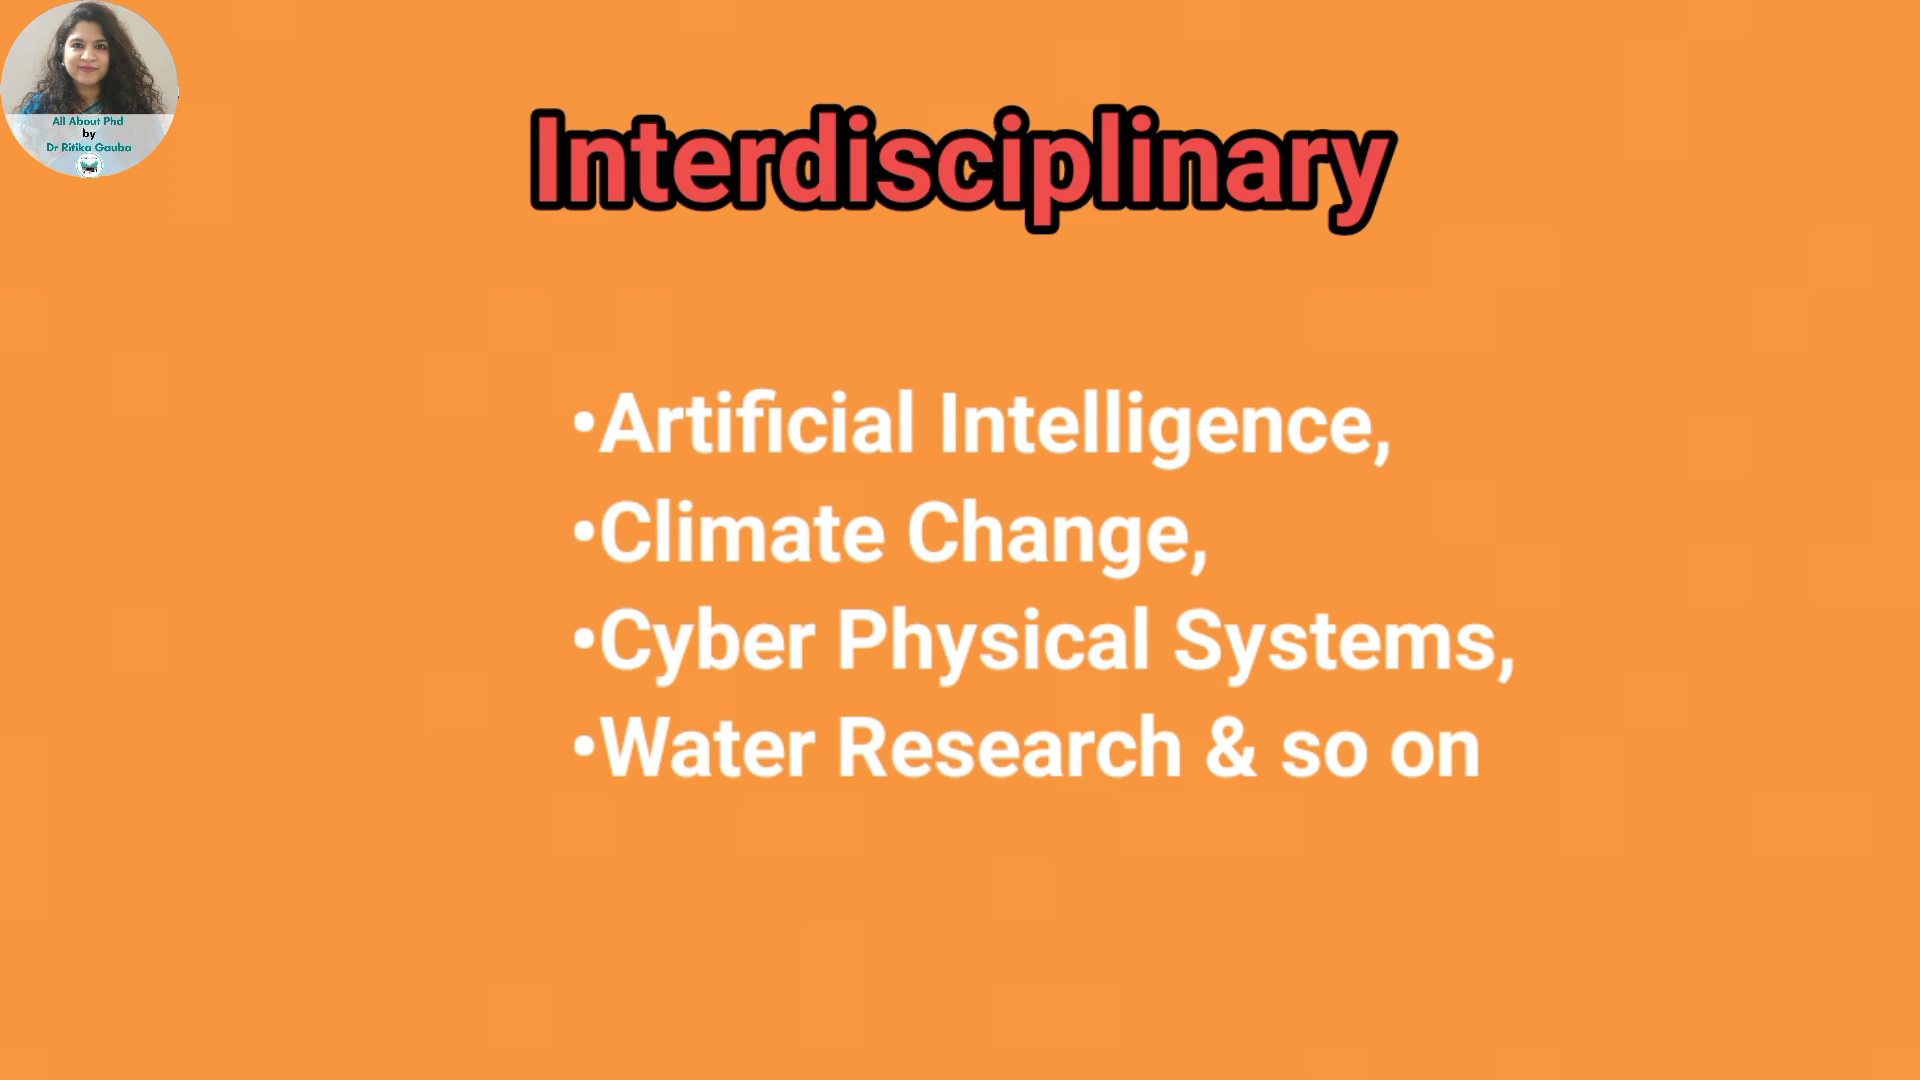 All About Phd
by
Dr Ritika Gauba
Interdisciplinary
•Artificial Intelligence,
•Climate Change,
•Cyber Physical Systems,
•Water Research & so on